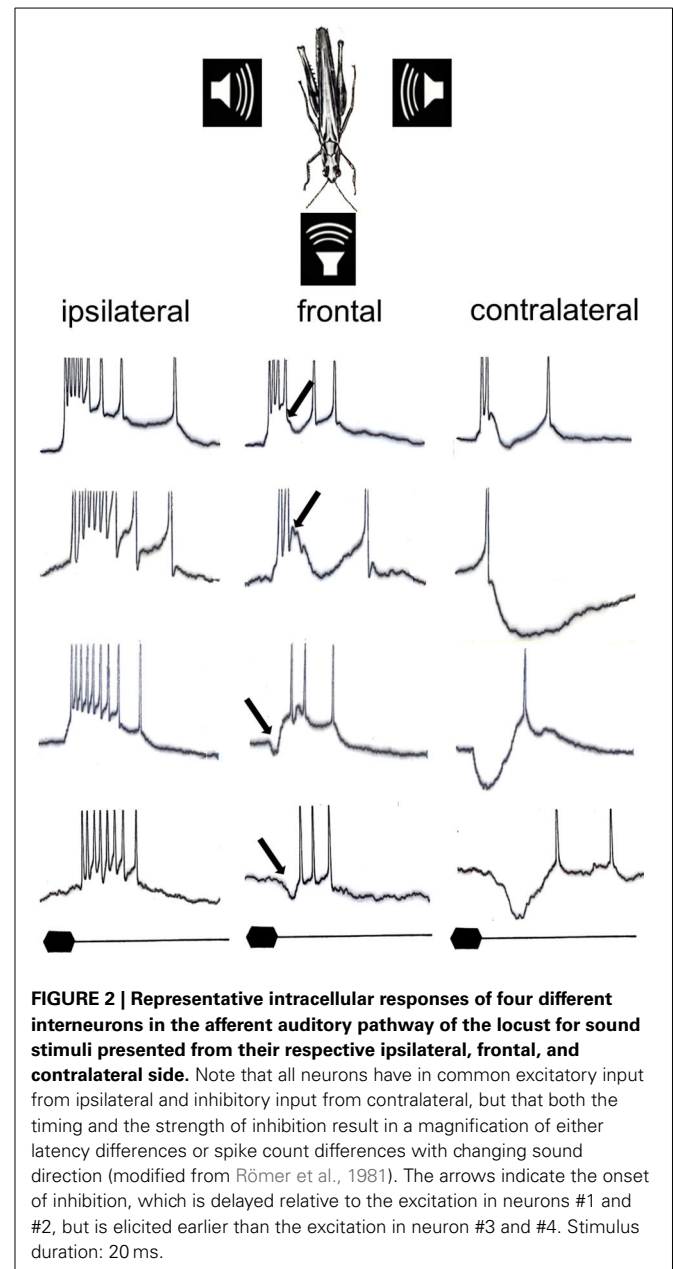 ipsilateral frontal contralateral
FIGURE 2 | Representative intracellular responses of four different
interneurons in the afferent auditory pathway of the locust for sound
stimuli presented from their respective ipsilateral, frontal, and
contralateral side. Note that all neurons have in common excitatory input
from ipsilateral and inhibitory input from contralateral, but that both the
timing and the strength of inhibition result in a magnification of either
latency differences or spike count differences with changing sound
direction (modified from Römer et al., 1981). The arrows indicate the onset
of inhibition, which is delayed relative to the excitation in neurons #1 and
#2, but is elicited earlier than the excitation in neuron #3 and #4. Stimulus
duration: 20 ms.